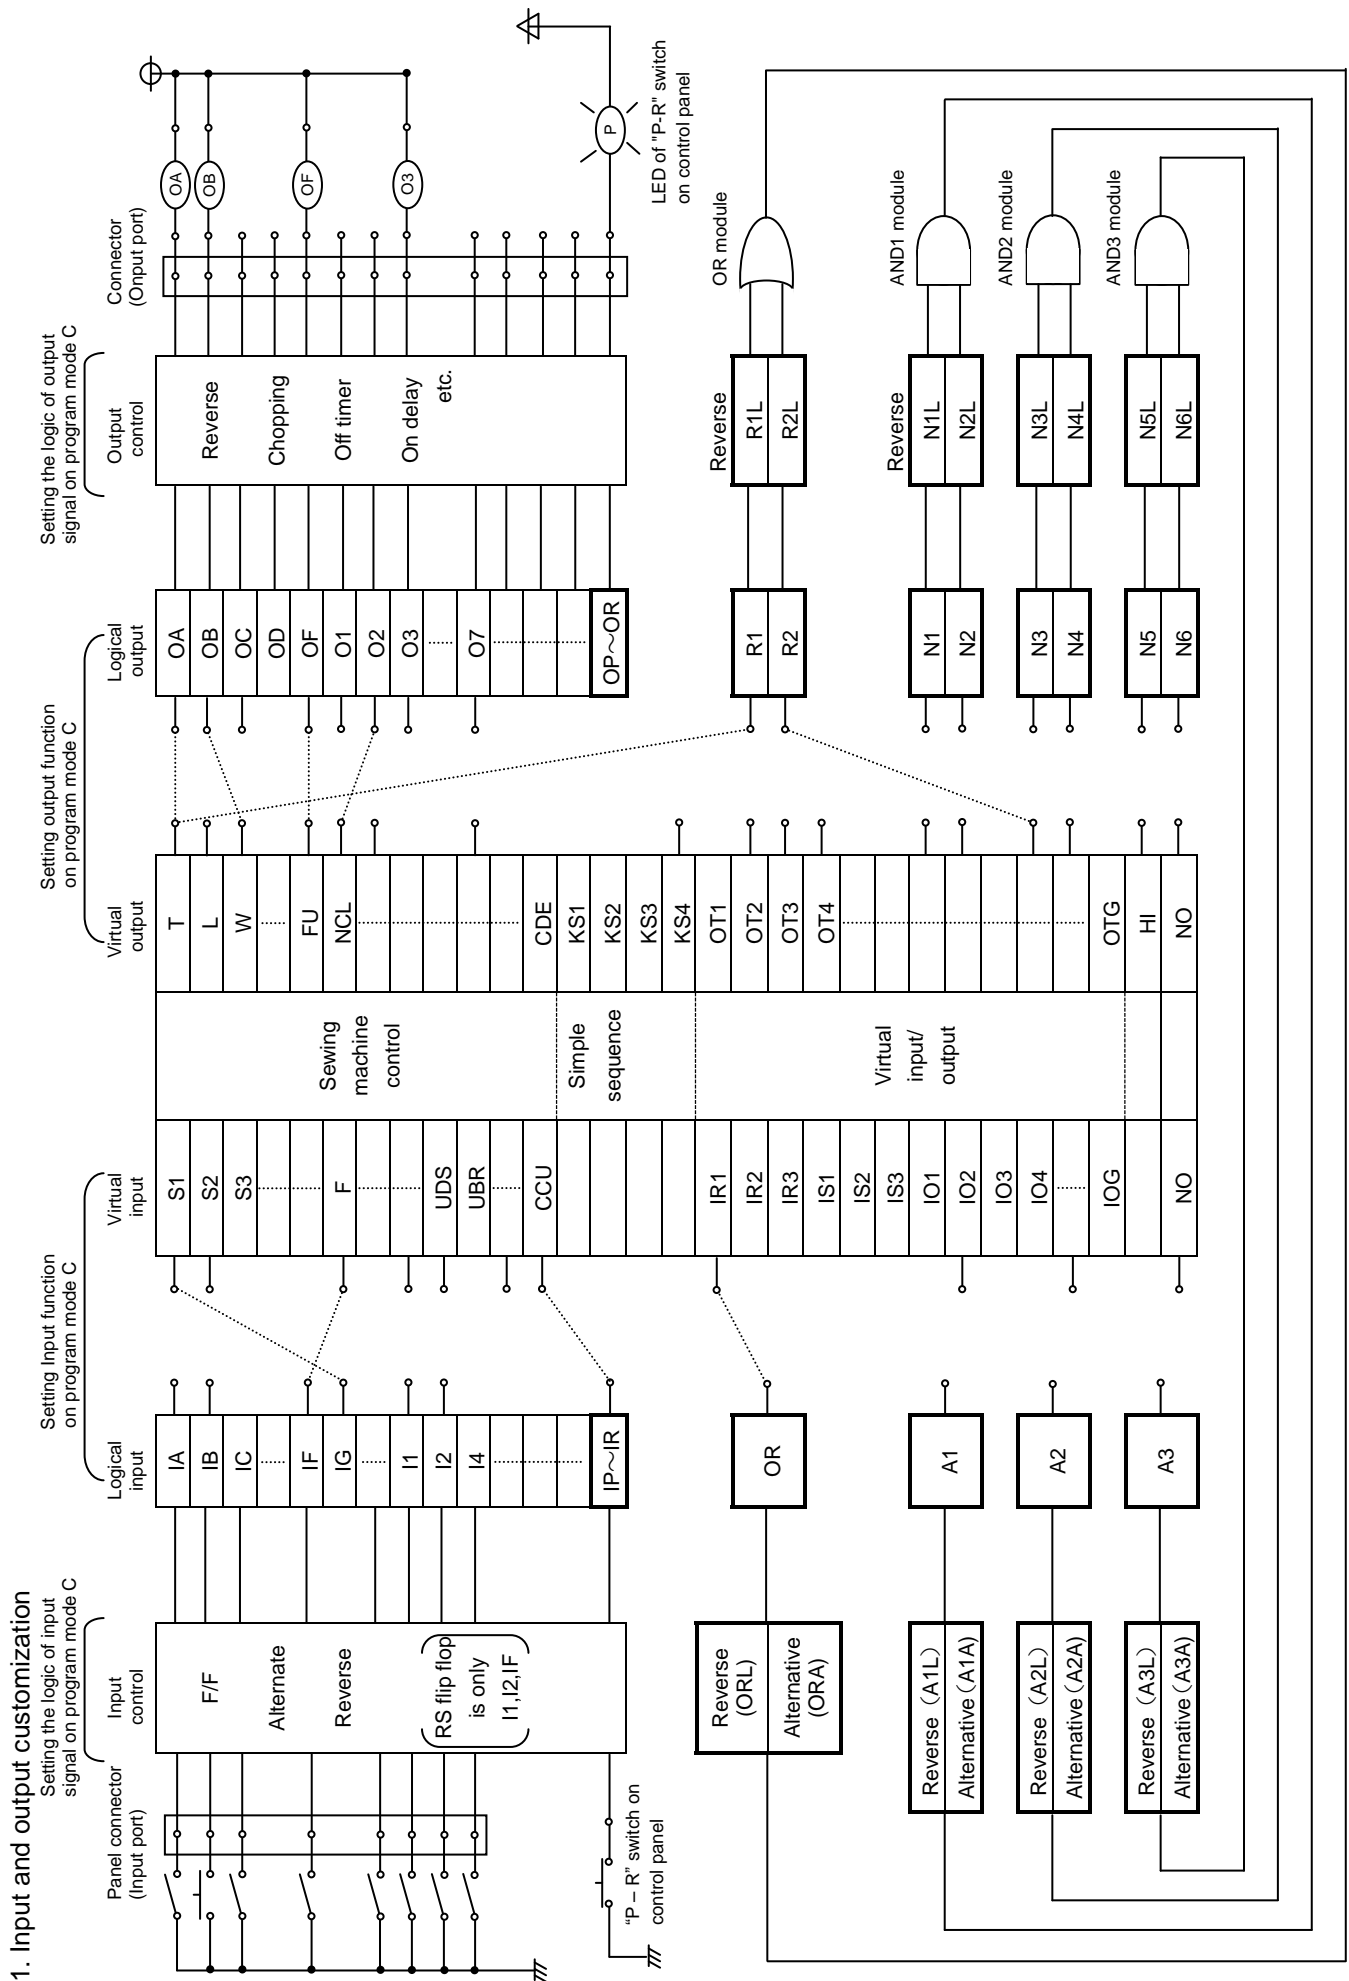 1. Input and output customization
Setting the logic of input
signal on program mode C
Setting Input function
on program mode C
Setting output function
on program mode C
Setting the logic of output
signal on program mode C
Panel connector
(Input port)
Input
control
Logical
input
Virtual
input
Virtual
output
Logical
output
Output
control
Connector
(Onput port)
F/F
Alternate
Reverse
RS flip flop
is only
I1,I2,IF
"P – R" switch on
control panel
IA
IB
IC
IF
IG
I1
I2
I4
IP～IR
S1
S2
S3
F
UDS
UBR
CCU
IR1
IR2
IR3
IS1
IS2
IS3
IO1
IO2
IO3
IO4
IOG
NO
Sewing
machine
control
Simple
sequence
Virtual
input/
output
T
L
W
FU
NCL
CDE
KS1
KS2
KS3
KS4
OT1
OT2
OT3
OT4
OTG
HI
NO
OA
OB
OC
OD
OF
O1
O2
O3
O7
OP～OR
Reverse
Chopping
Off timer
On delay
etc.
OA
OB
OF
O3
P
LED of "P-R" switch
on control panel
Reverse
(ORL)
Alternative
(ORA)
OR
R1
R2
Reverse
R1L
R2L
OR module
Reverse（A1L）
Alternative（A1A）
A1
N1
N2
Reverse
N1L
N2L
AND1 module
Reverse（A2L）
Alternative（A2A）
A2
N3
N4
N3L
N4L
AND2 module
Reverse（A3L）
Alternative（A3A）
A3
N5
N6
N5L
N6L
AND3 module